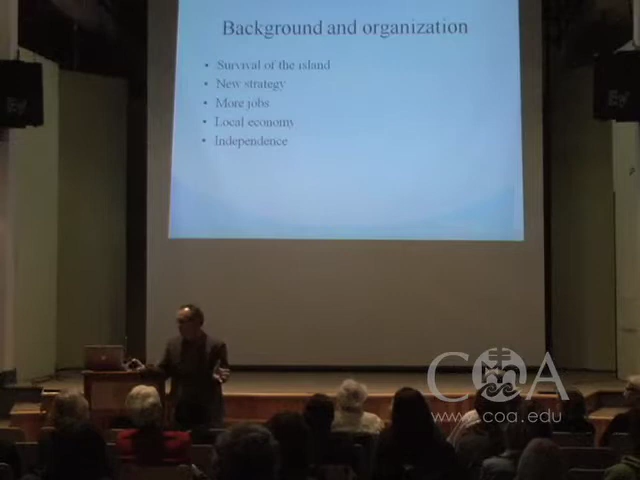 Background and organization
• Survival of the island
• New strategy
• More jobs
• Local economy
• Independence
COA
www.coa.edu